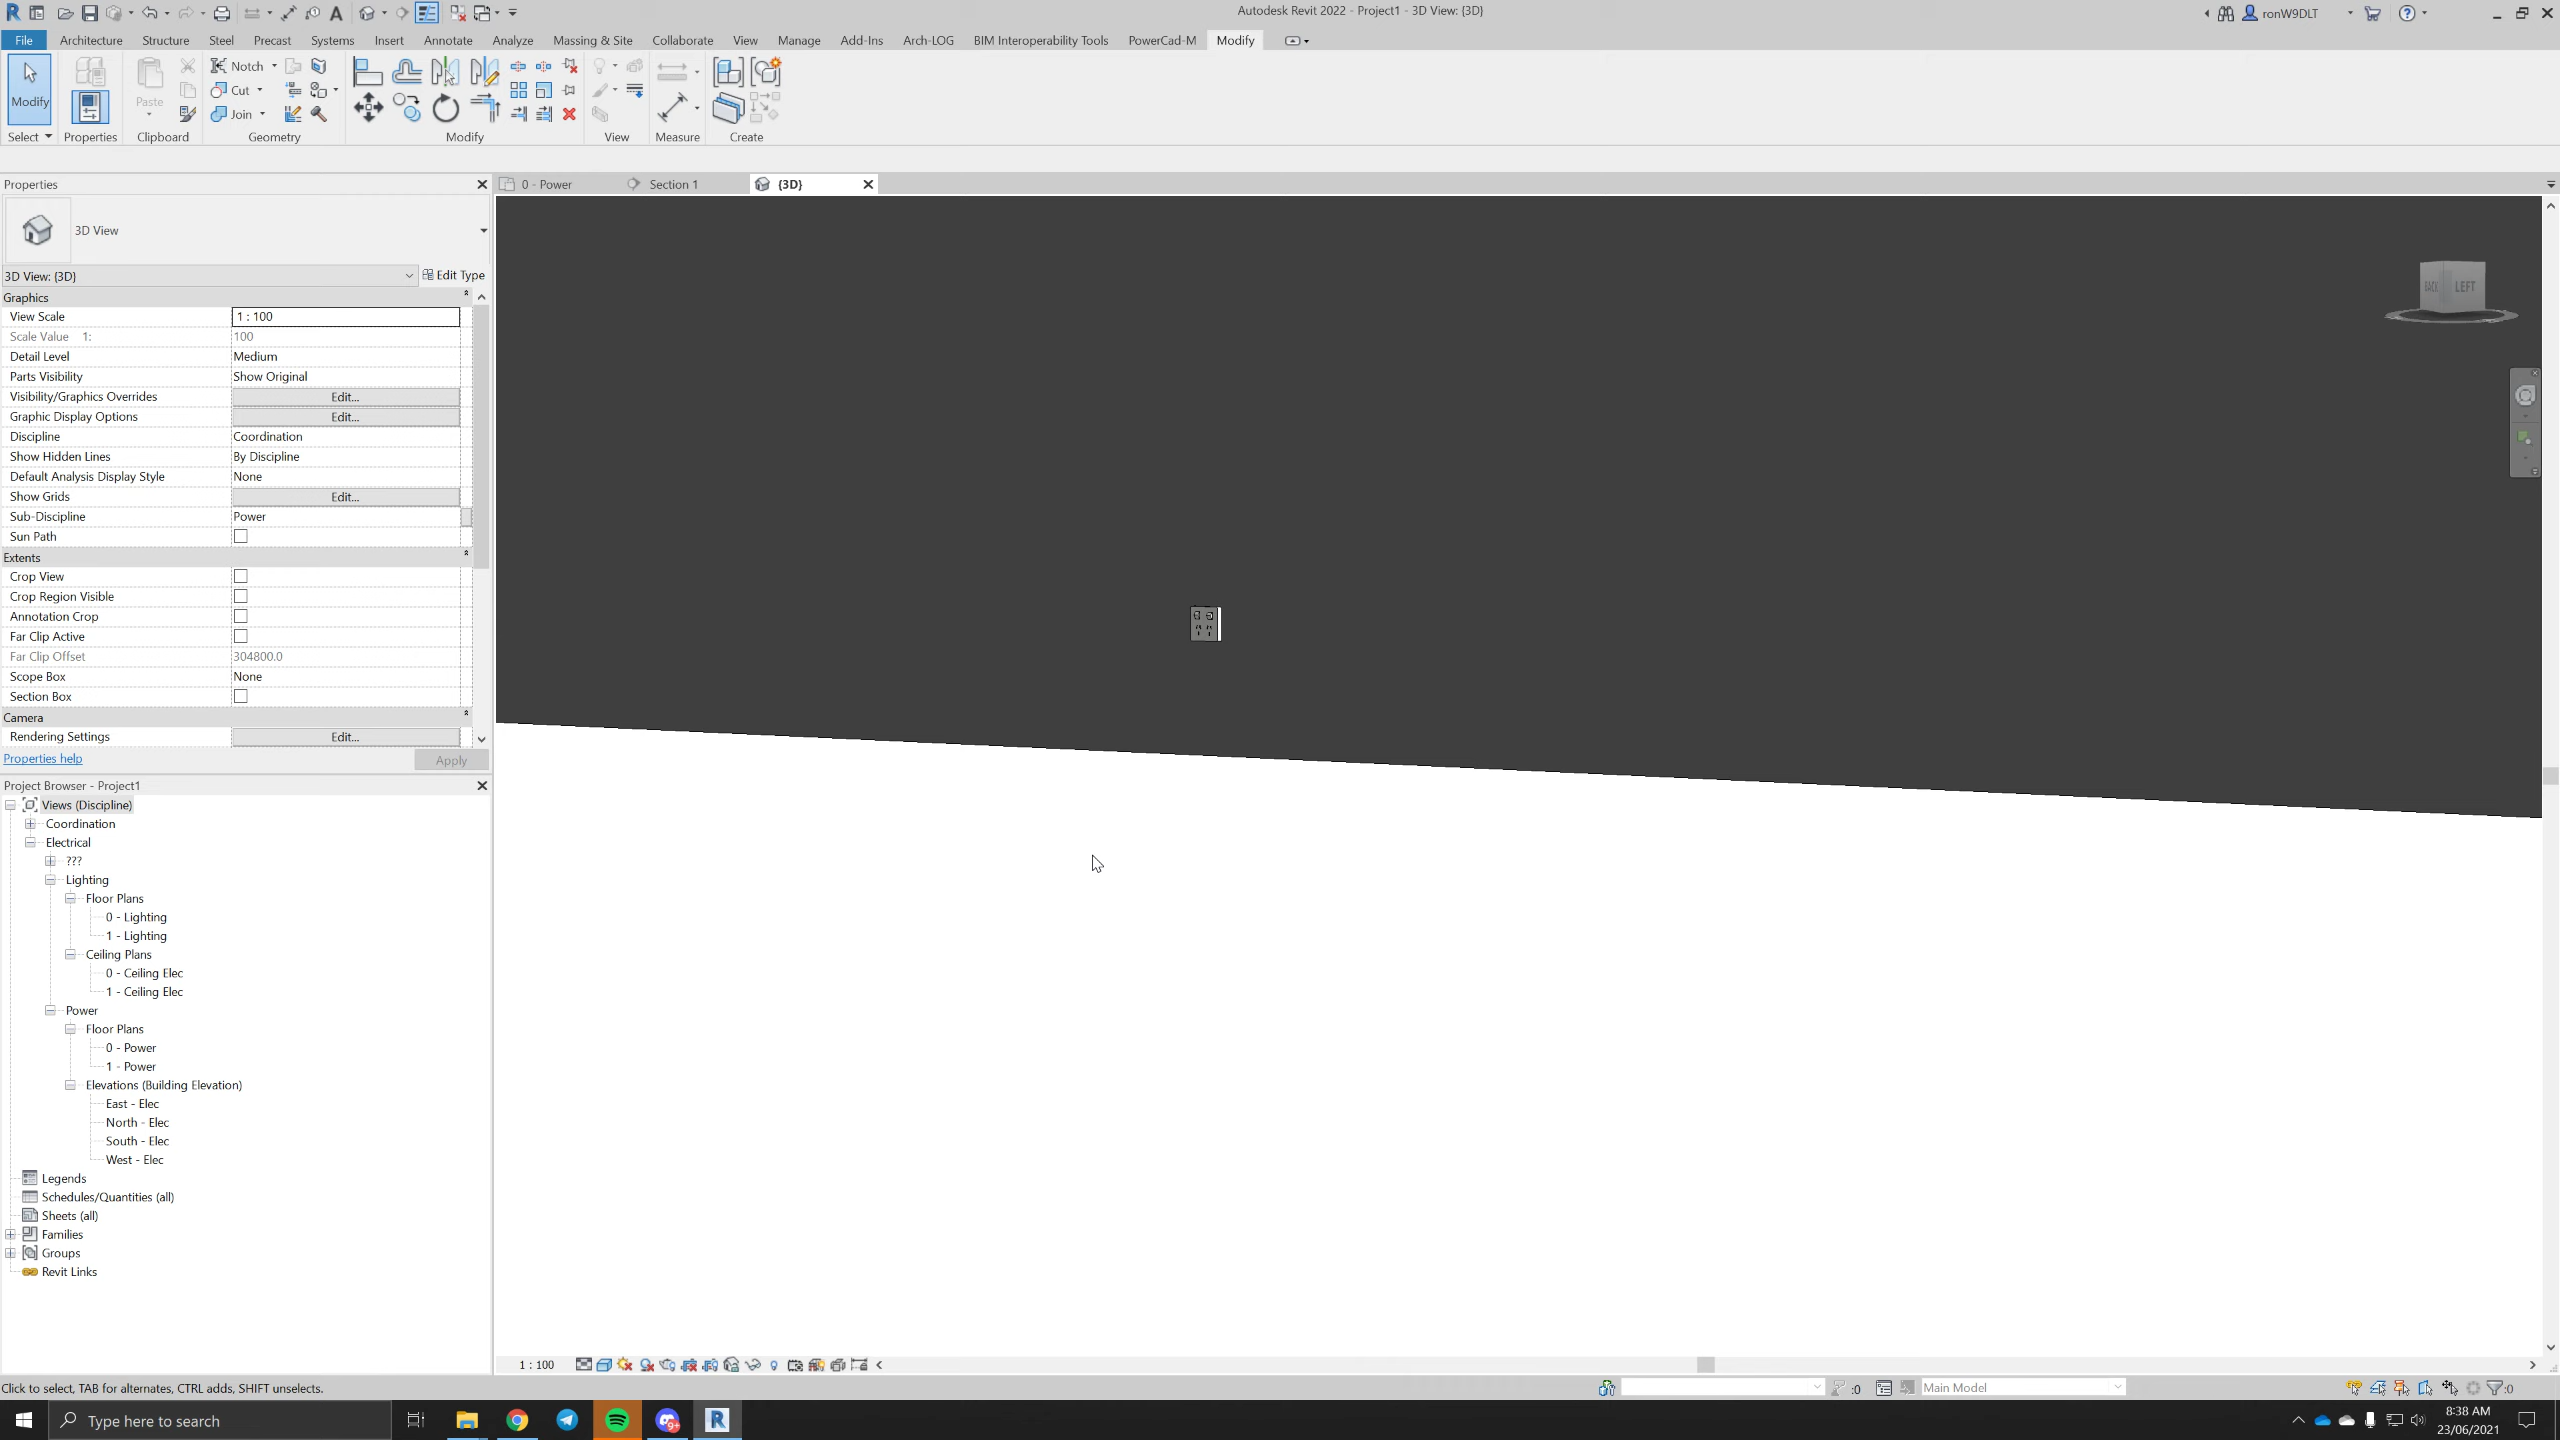 Autodesk Revit 2022 - Project1 - 3D View: {3D}
ronW9DLT
File Architecture Structure Steel Precast Systems Insert Annotate Analyze Massing & Site Collaborate View Manage Add-Ins Arch-LOG BIM Interoperability Tools PowerCad-M Modify
Modify
Paste
Notch
Cut
Join
Select Properties Clipboard Geometry Modify View Measure Create
Properties
0 - Power
Section 1
{3D}
3D View
3D View: {3D}
Edit Type
Graphics
View Scale 1 : 100
Scale Value 1: 100
Detail Level Medium
Parts Visibility Show Original
Visibility/Graphics Overrides Edit...
Graphic Display Options Edit...
Discipline Coordination
Show Hidden Lines By Discipline
Default Analysis Display Style None
Show Grids Edit...
Sub-Discipline Power
Sun Path
Extents
Crop View
Crop Region Visible
Annotation Crop
Far Clip Active
Far Clip Offset 304800.0
Scope Box None
Section Box
Camera
Rendering Settings Edit...
Properties help
Apply
BACK LEFT
Project Browser - Project1
Views (Discipline)
Coordination
Electrical
???
Lighting
Floor Plans
0 - Lighting
1 - Lighting
Ceiling Plans
0 - Ceiling Elec
1 - Ceiling Elec
Power
Floor Plans
0 - Power
1 - Power
Elevations (Building Elevation)
East - Elec
North - Elec
South - Elec
West - Elec
Legends
Schedules/Quantities (all)
Sheets (all)
Families
Groups
Revit Links
1 : 100
Click to select, TAB for alternates, CTRL adds, SHIFT unselects.
:0
Main Model
:0
Type here to search
9+
8:38 AM
23/06/2021